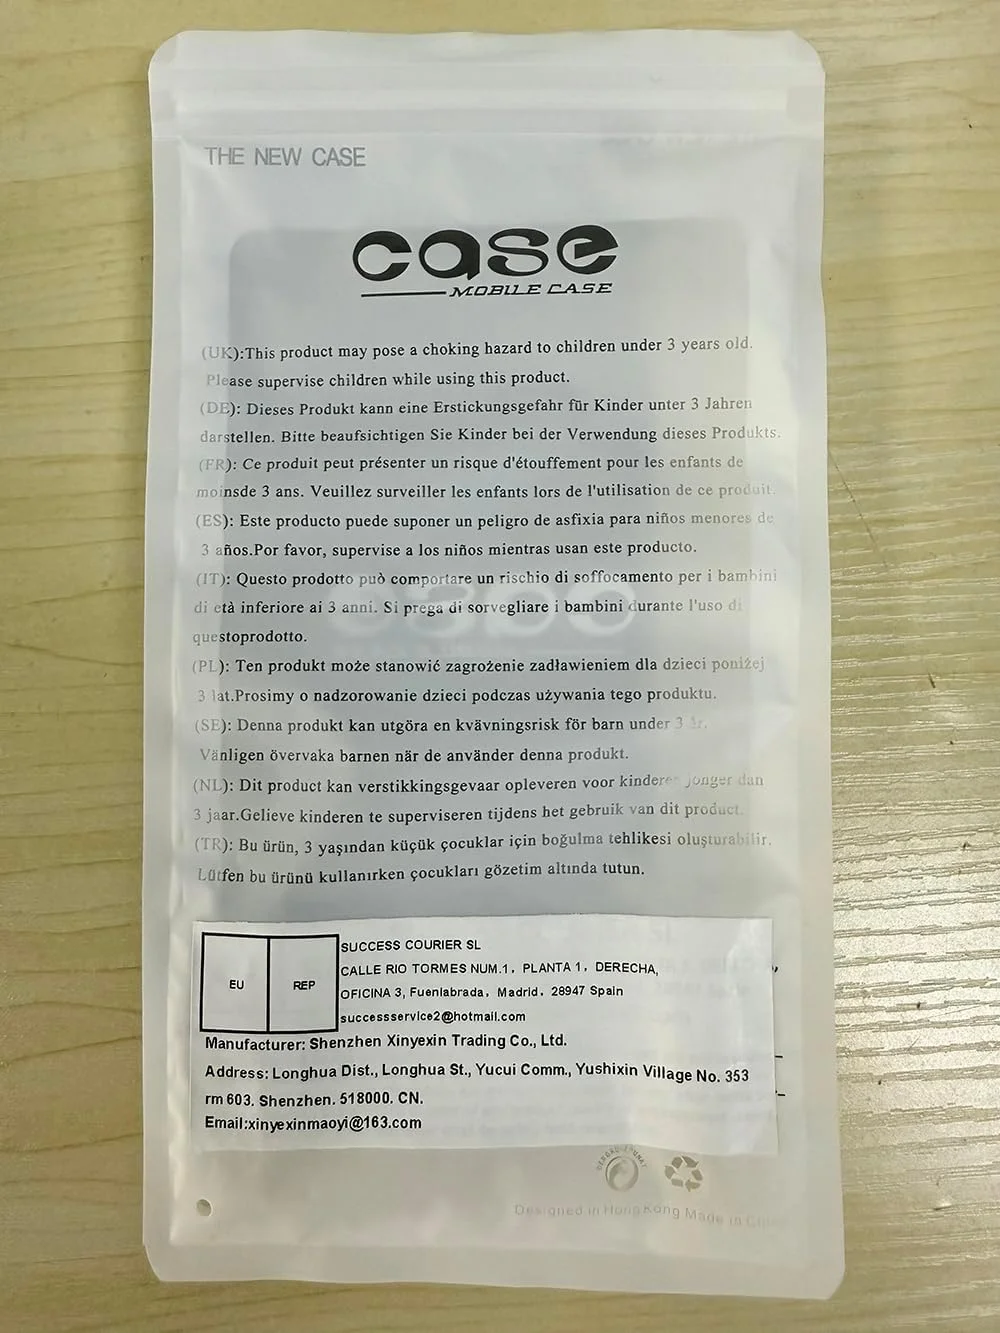 THE NEW CASE
case
MOBILE CASE
(UK):This product may pose a choking hazard to children under 3 years old.
Please supervise children while using this product.
(DE): Dieses Produkt kann eine Erstickungsgefahr für Kinder unter 3 Jahren
darstellen. Bitte beaufsichtigen Sie Kinder bei der Verwendung dieses Produkts.
(FR): Ce produit peut présenter un risque d'étouffement pour les enfants de
moinsde 3 ans. Veuillez surveiller les enfants lors de l'utilisation de ce produit.
(ES): Este producto puede suponer un peligro de asfixia para niños menores de
3 años.Por favor, supervise a los niños mientras usan este producto.
(IT): Questo prodotto può comportare un rischio di soffocamento per i bambini
di età inferiore ai 3 anni. Si prega di sorvegliare i bambini durante l'uso di
questoprodotto.
(PL): Ten produkt może stanowić zagrożenie zadławieniem dla dzieci poniżej
3 lat.Prosimy o nadzorowanie dzieci podczas używania tego produktu.
(SE): Denna produkt kan utgöra en kvävningsrisk för barn under 3 år.
Vänligen övervaka barnen när de använder denna produkt.
(NL): Dit product kan verstikkingsgevaar opleveren voor kinderen jonger dan
3 jaar.Gelieve kinderen te superviseren tijdens het gebruik van dit product.
(TR): Bu ürün, 3 yaşından küçük çocuklar için boğulma tehlikesi oluşturabilir.
Lütfen bu ürünü kullanırken çocukları gözetim altında tutun.
EU REP
SUCCESS COURIER SL
CALLE RIO TORMES NUM.1, PLANTA 1, DERECHA,
OFICINA 3, Fuenlabrada, Madrid, 28947 Spain
successservice2@hotmail.com
Manufacturer: Shenzhen Xinyexin Trading Co., Ltd.
Address: Longhua Dist., Longhua St., Yucui Comm., Yushixin Village No. 353
rm 603. Shenzhen. 518000. CN.
Email:xinyexinmaoyi@163.com
Designed in Hong Kong Made in China